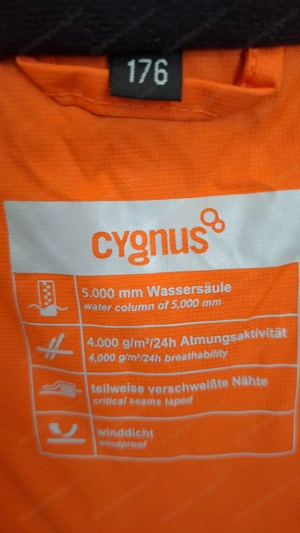 176
cygnus
5.000 mm Wassersäule
water column of 5,000 mm
4.000 g/m²/24h Atmungsaktivität
4,000 g/m²/24h breathability
teilweise verschweißte Nähte
critical seams taped
winddicht
windproof